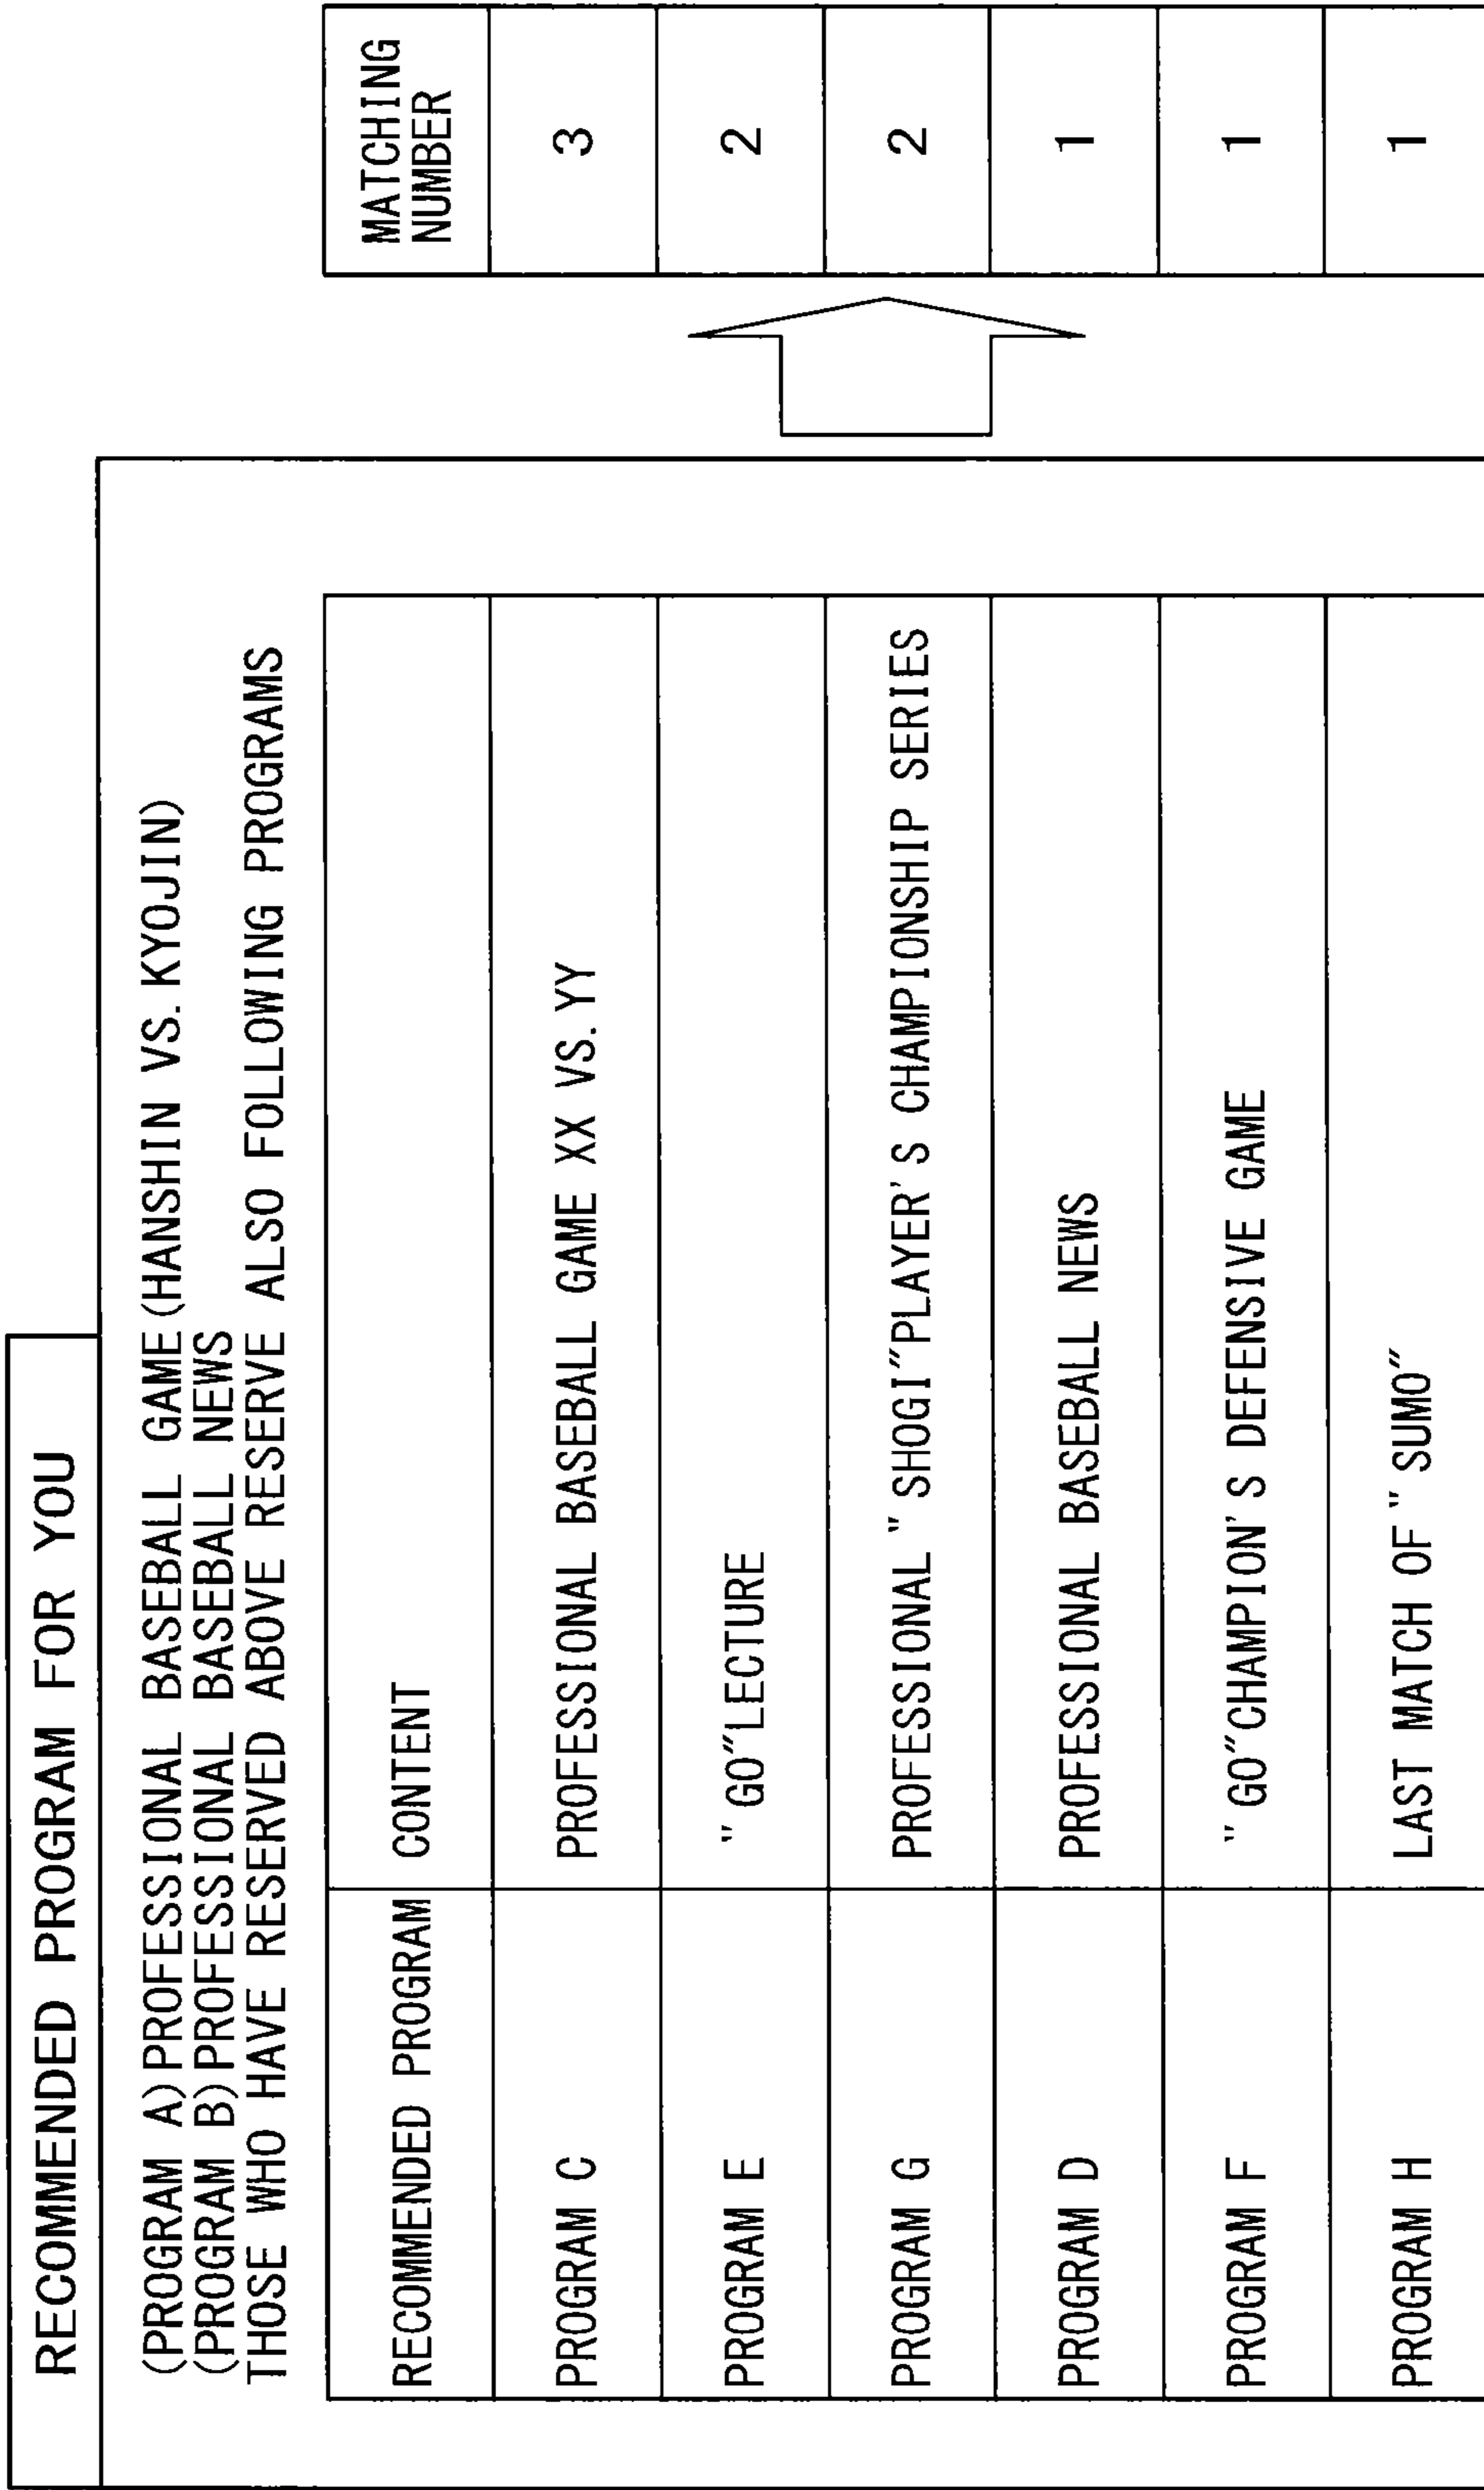 RECOMMENDED PROGRAM FOR YOU
(PROGRAM A)PROFESSIONAL BASEBALL GAME(HANSHIN VS. KYOJIN)
(PROGRAM B)PROFESSIONAL BASEBALL NEWS
THOSE WHO HAVE RESERVED ABOVE RESERVE ALSO FOLLOWING PROGRAMS
RECOMMENDED PROGRAM CONTENT MATCHING
NUMBER
PROGRAM C PROFESSIONAL BASEBALL GAME XX VS. YY 3
PROGRAM E "GO"LECTURE 2
PROGRAM G PROFESSIONAL "SHOGI"PLAYER'S CHAMPIONSHIP SERIES 2
PROGRAM D PROFESSIONAL BASEBALL NEWS 1
PROGRAM F "GO"CHAMPION'S DEFENSIVE GAME 1
PROGRAM H LAST MATCH OF "SUMO" 1